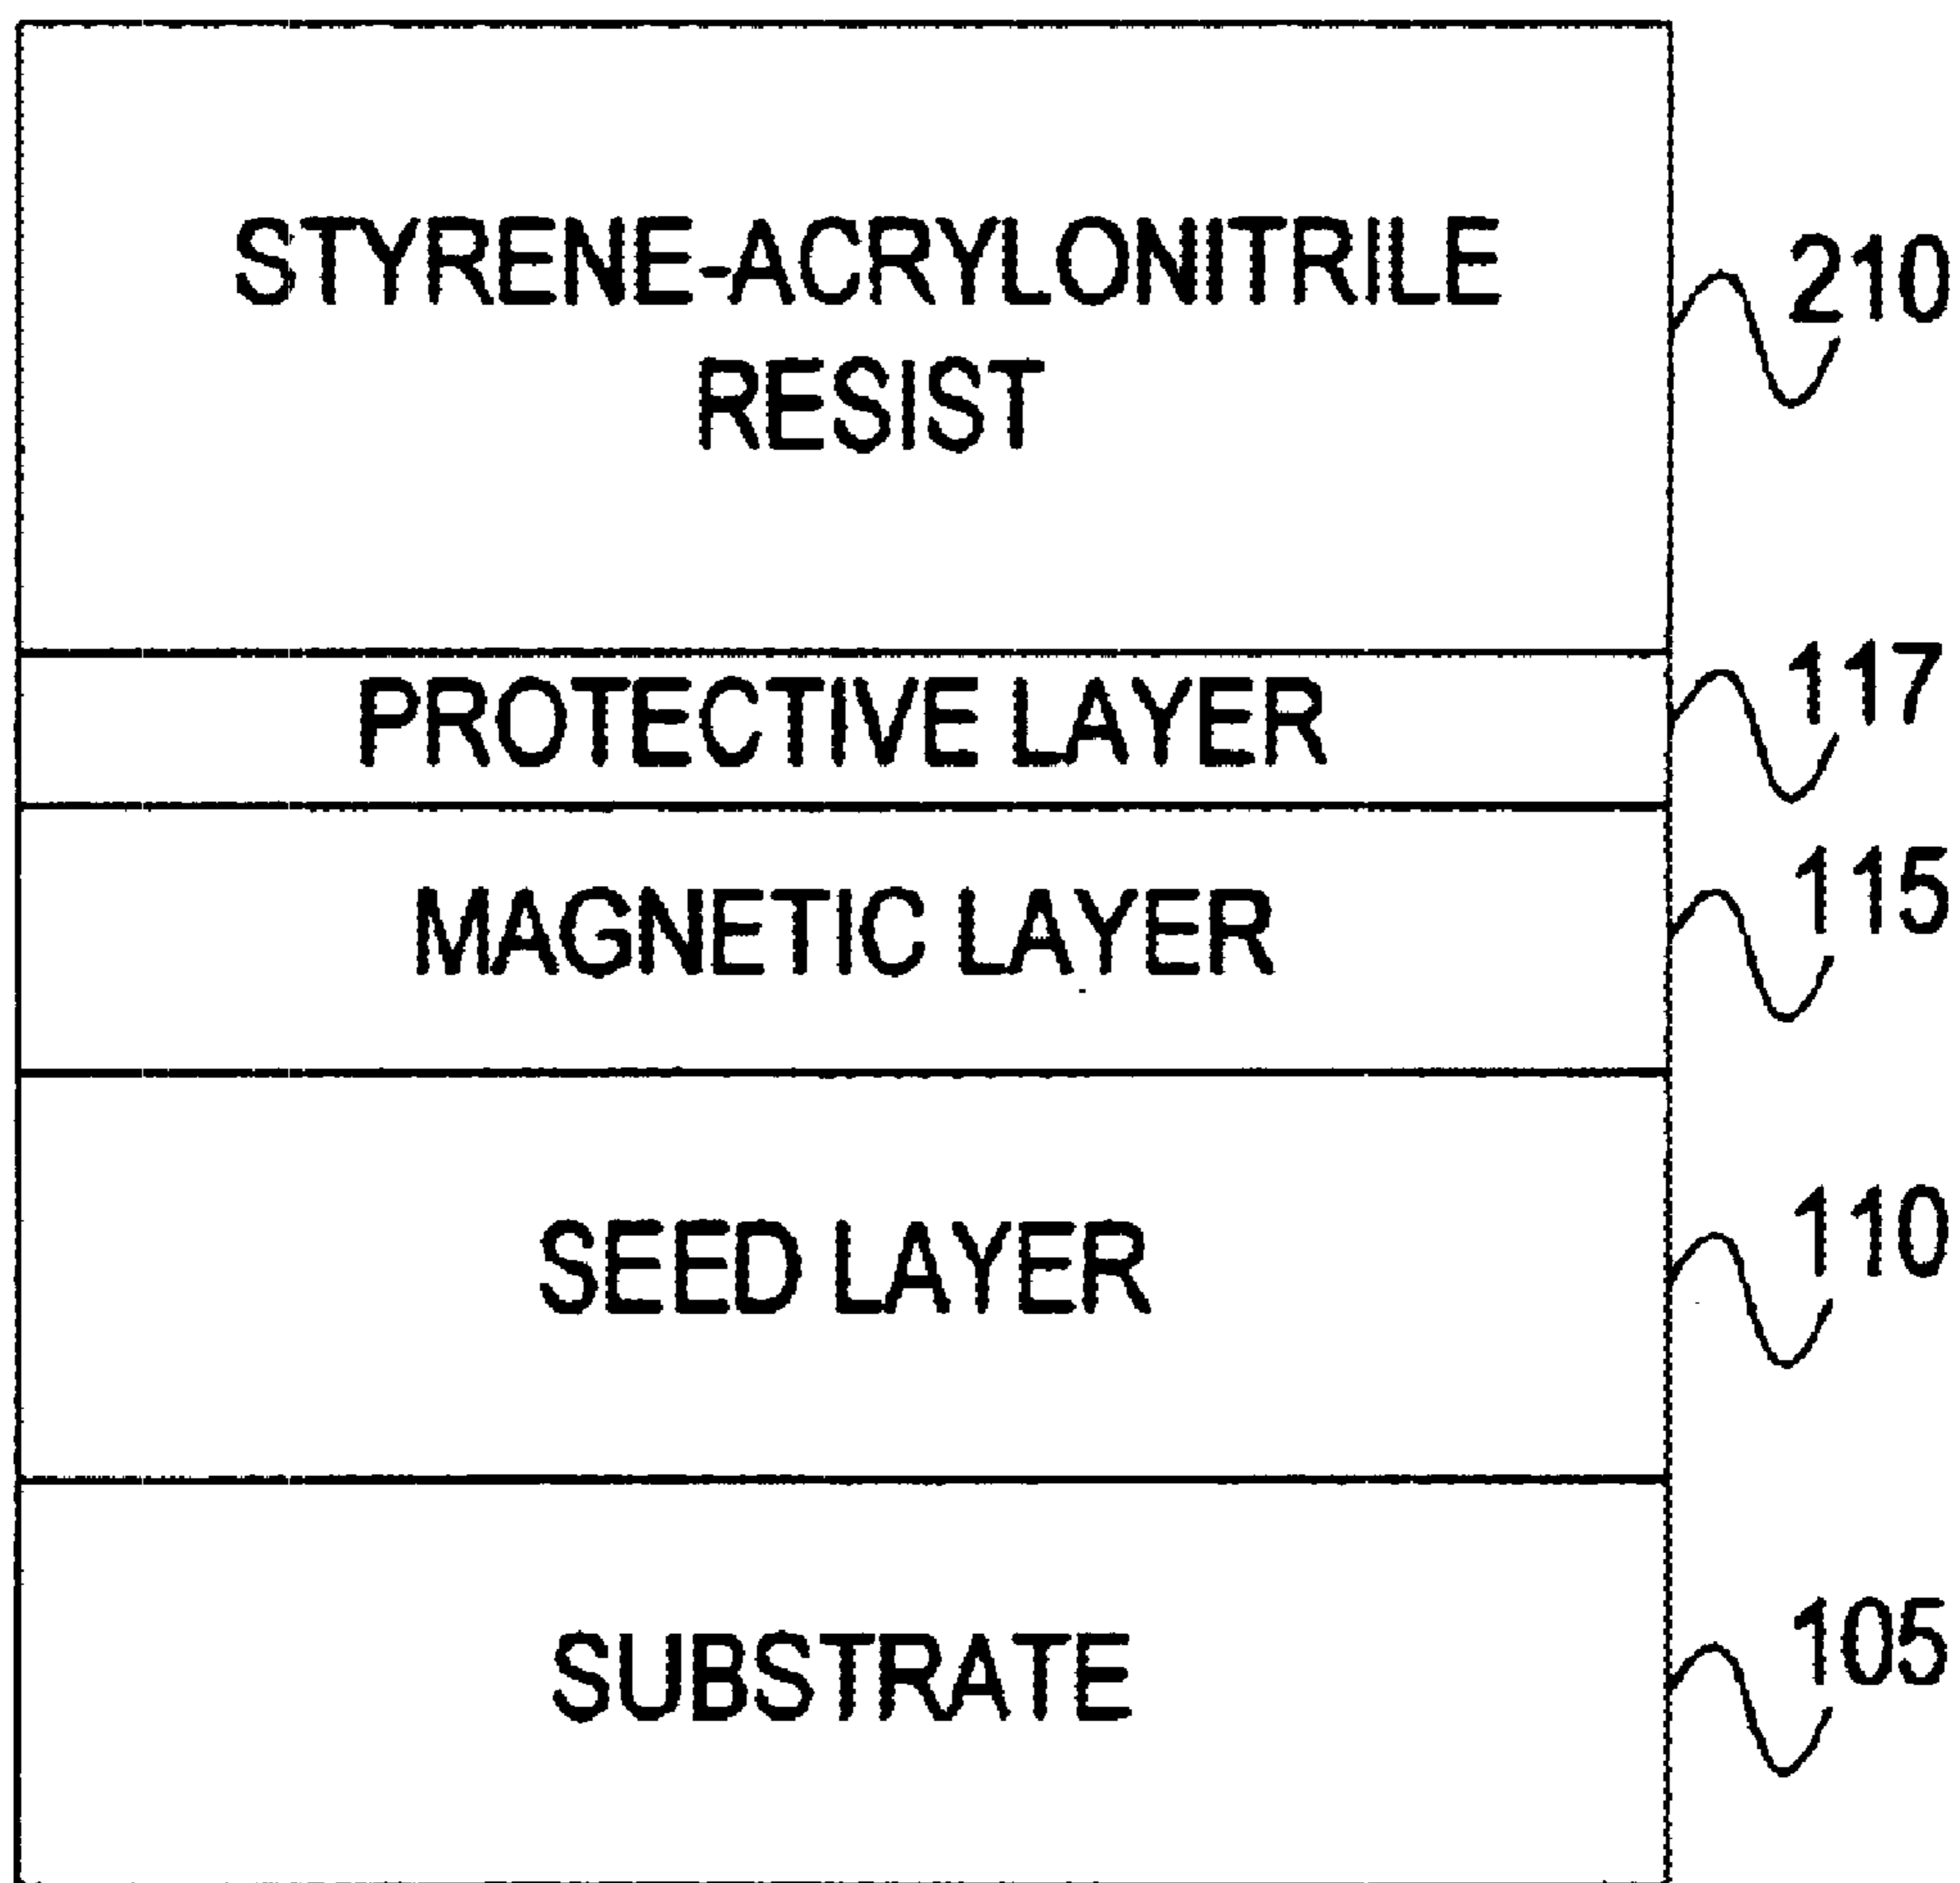 STYRENE-ACRYLONITRILE
RESIST
210
PROTECTIVE LAYER
117
MAGNETIC LAYER
115
SEED LAYER
110
SUBSTRATE
105